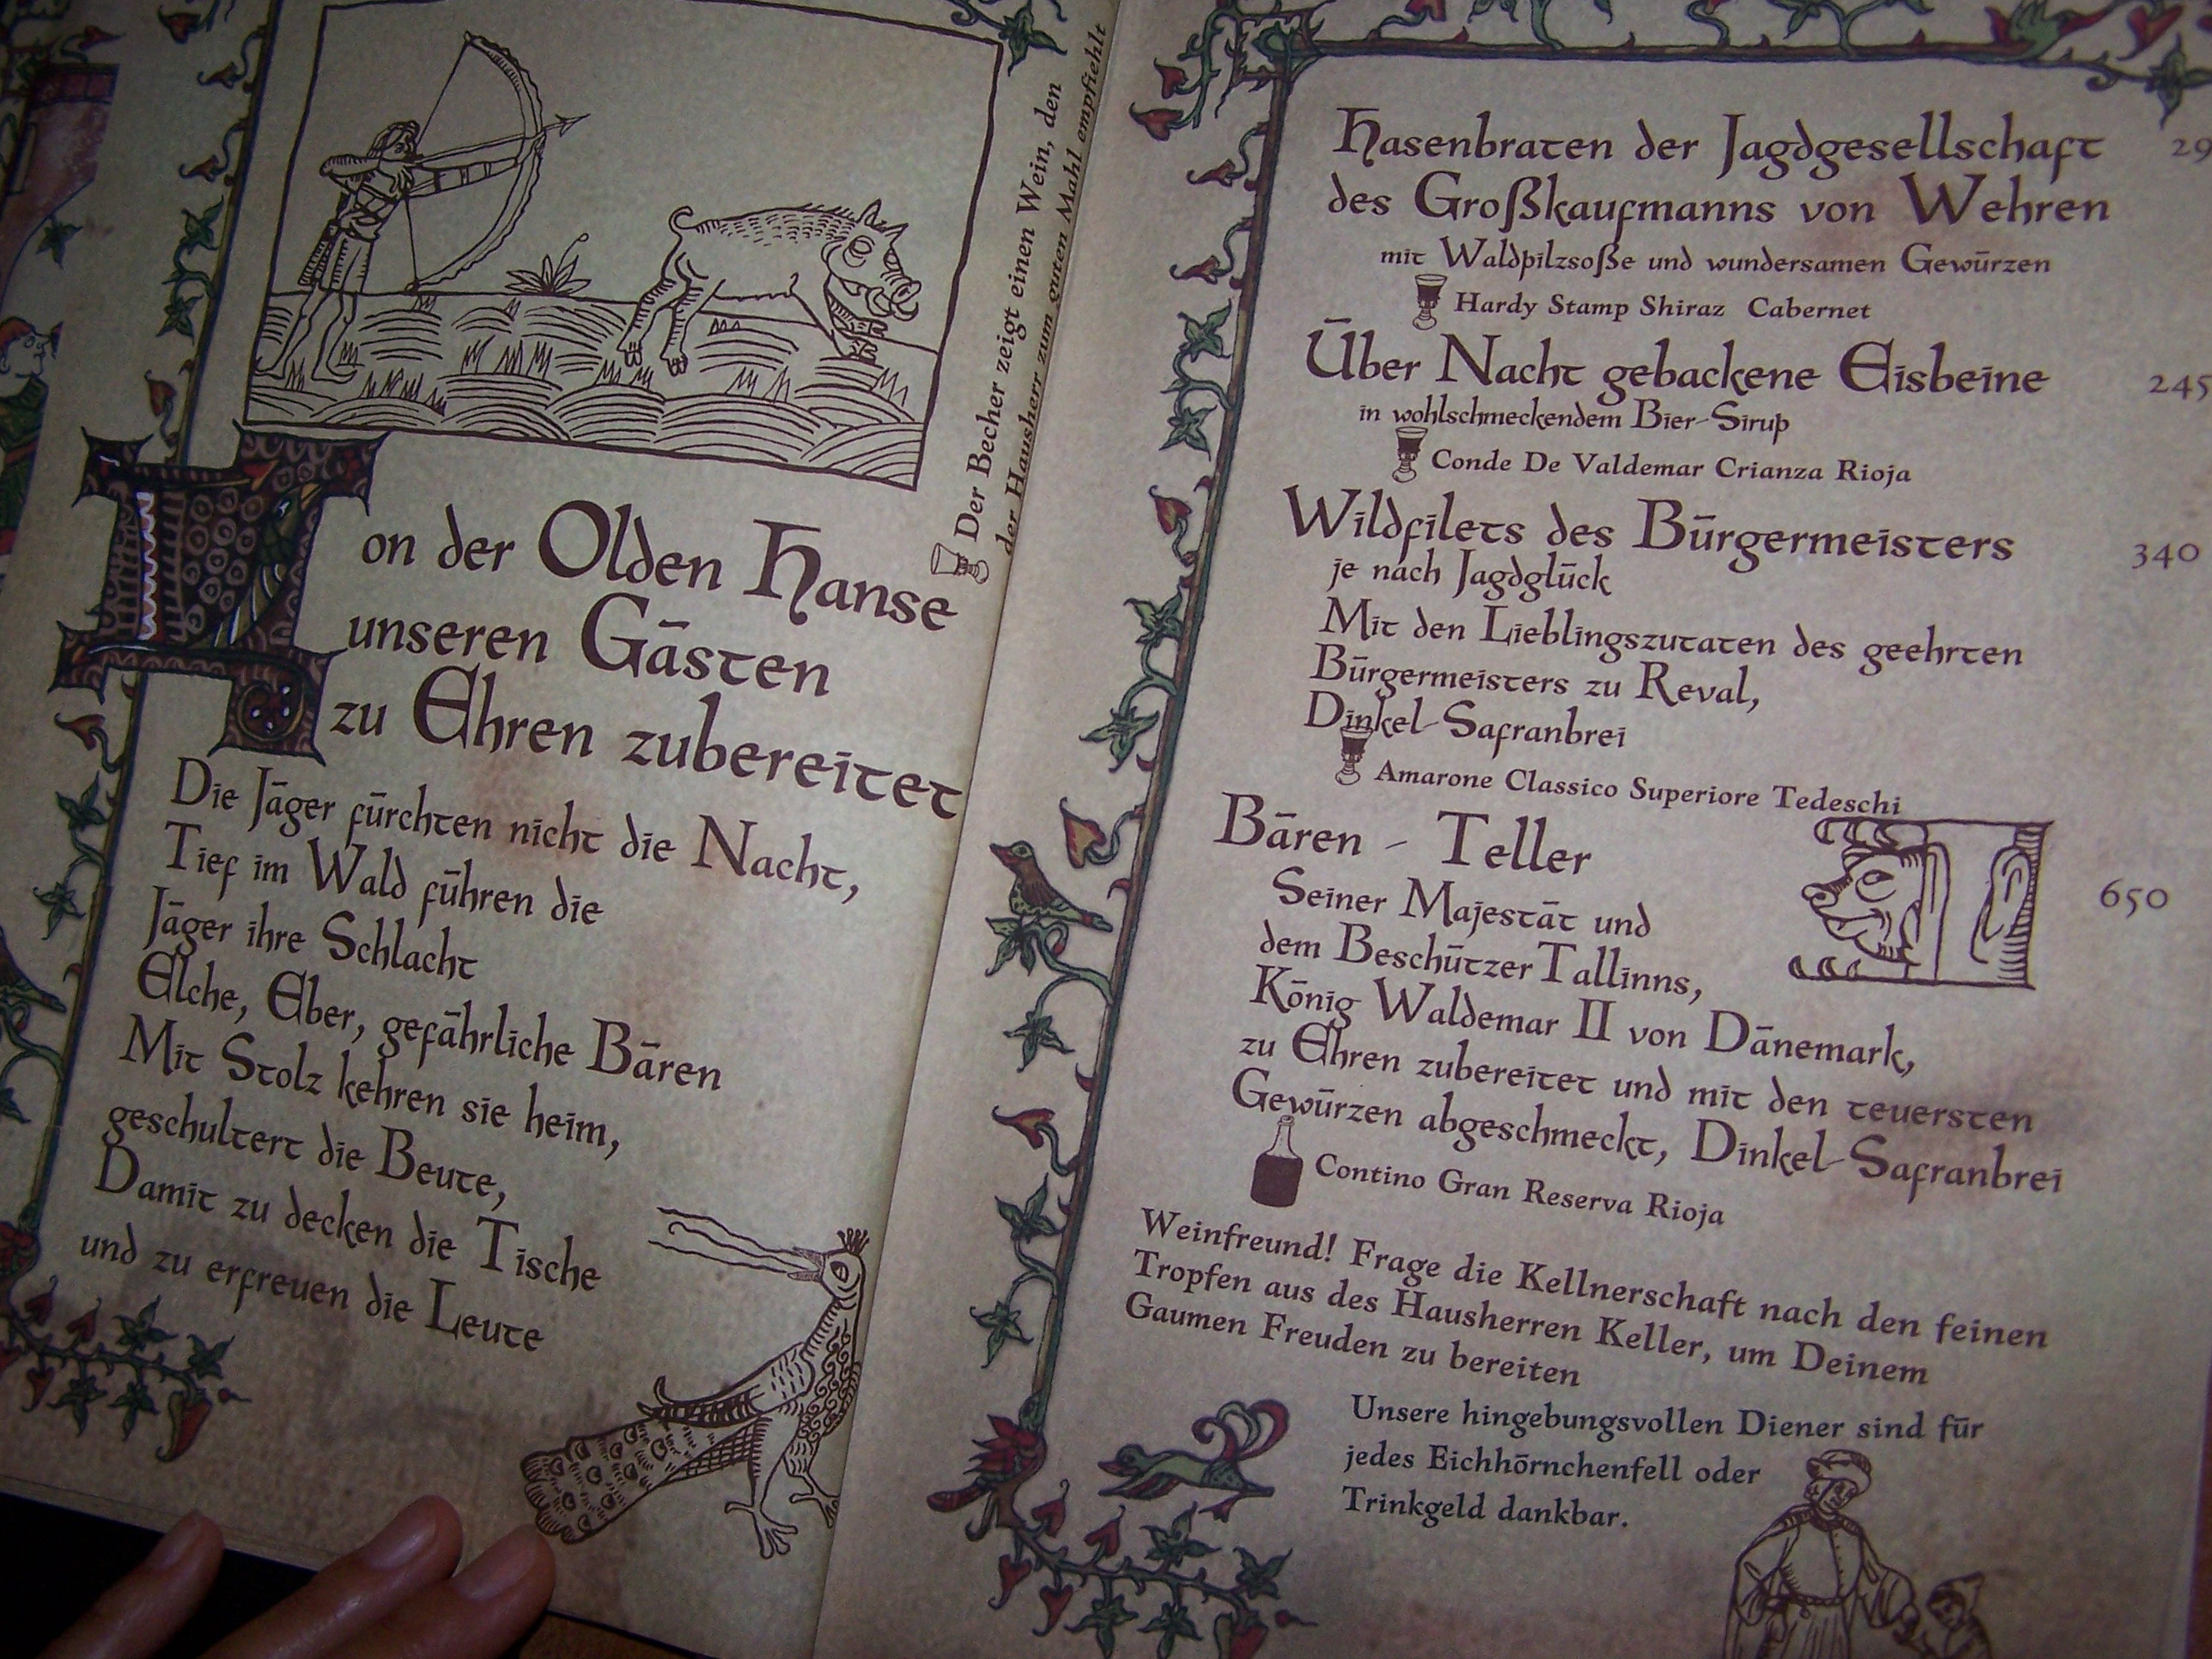 Der Becher zeigt einen Wein, den
der Hausherr zum guten Mahl empfiehlt
Von der Olden Hanse
unseren Gästen
zu Ehren zubereitet
Die Jäger fürchten nicht die Nacht,
Tief im Wald führen die
Jäger ihre Schlacht
Elche, Eber, gefährliche Bären
Mit Stolz kehren sie heim,
geschultert die Beute,
Damit zu decken die Tische
und zu erfreuen die Leute
Hasenbraten der Jagdgesellschaft
des Großkaufmanns von Wehren
mit Waldpilzsoße und wundersamen Gewürzen
Hardy Stamp Shiraz Cabernet
Über Nacht gebackene Eisbeine 245
in wohlschmeckendem Bier-Sirup
Conde De Valdemar Crianza Rioja
Wildfilets des Bürgermeisters 340
je nach Jagdglück
Mit den Lieblingszutaten des geehrten
Bürgermeisters zu Reval,
Dinkel-Safranbrei
Amarone Classico Superiore Tedeschi
Bären - Teller 650
Seiner Majestät und
dem Beschützer Tallinns,
König Waldemar II von Dänemark,
zu Ehren zubereitet und mit den teuersten
Gewürzen abgeschmeckt, Dinkel-Safranbrei
Contino Gran Reserva Rioja
Weinfreund! Frage die Kellnerschaft nach den feinen
Tropfen aus des Hausherren Keller, um Deinem
Gaumen Freuden zu bereiten
Unsere hingebungsvollen Diener sind für
jedes Eichhörnchenfell oder
Trinkgeld dankbar.